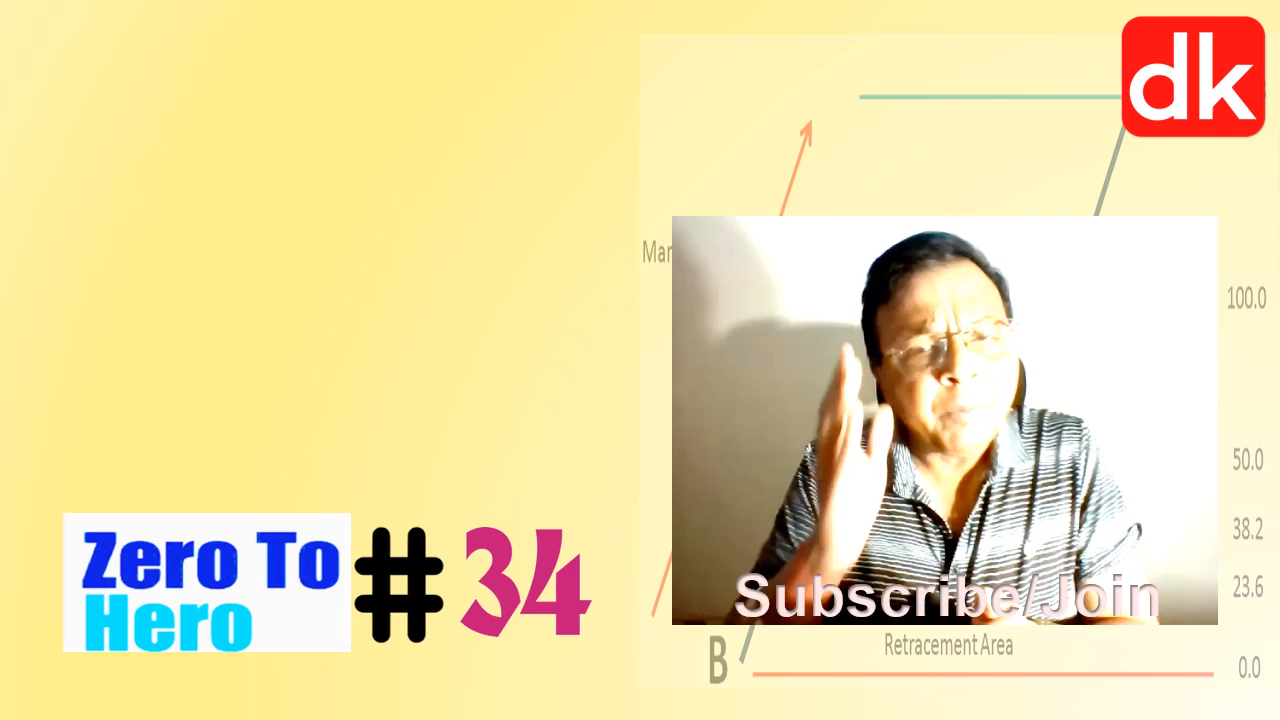 dk
Mar
100.0
50.0
38.2
23.6
Zero To
Hero
#34
Subscribe/Join
Retracement Area
B
0.0